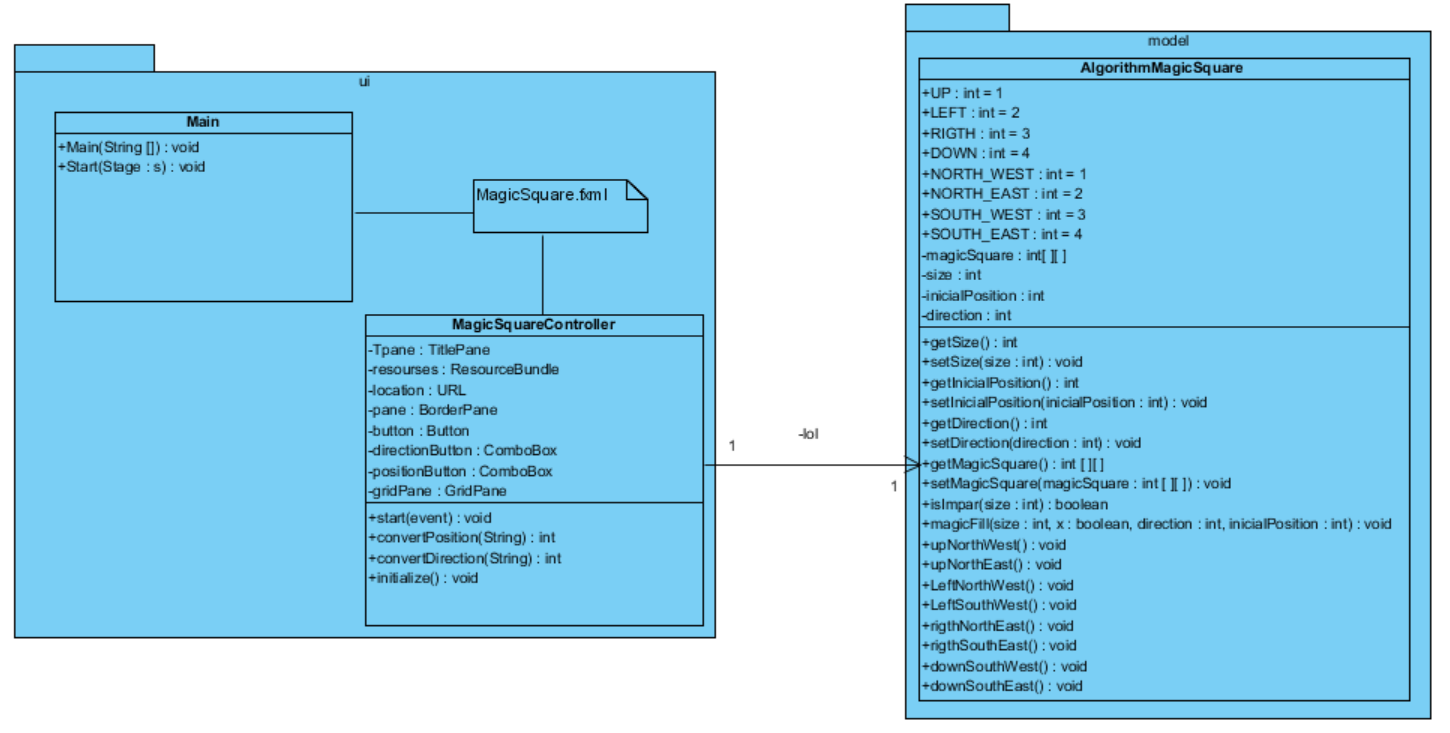 ui
Main
+Main(String []) : void
+Start(Stage : s) : void
MagicSquare.fxml
MagicSquareController
-Tpane : TitlePane
-resourses : ResourceBundle
-location : URL
-pane : BorderPane
-button : Button
-directionButton : ComboBox
-positionButton : ComboBox
-gridPane : GridPane
+start(event) : void
+convertPosition(String) : int
+convertDirection(String) : int
+initialize() : void
1
-lol
1
model
AlgorithmMagicSquare
+UP : int = 1
+LEFT : int = 2
+RIGTH : int = 3
+DOWN : int = 4
+NORTH_WEST : int = 1
+NORTH_EAST : int = 2
+SOUTH_WEST : int = 3
+SOUTH_EAST : int = 4
-magicSquare : int[ ][ ]
-size : int
-inicialPosition : int
-direction : int
+getSize() : int
+setSize(size : int) : void
+getInicialPosition() : int
+setInicialPosition(inicialPosition : int) : void
+getDirection() : int
+setDirection(direction : int) : void
+getMagicSquare() : int [ ][ ]
+setMagicSquare(magicSquare : int [ ][ ]) : void
+isImpar(size : int) : boolean
+magicFill(size : int, x : boolean, direction : int, inicialPosition : int) : void
+upNorthWest() : void
+upNorthEast() : void
+LeftNorthWest() : void
+LeftSouthWest() : void
+rigthNorthEast() : void
+rigthSouthEast() : void
+downSouthWest() : void
+downSouthEast() : void